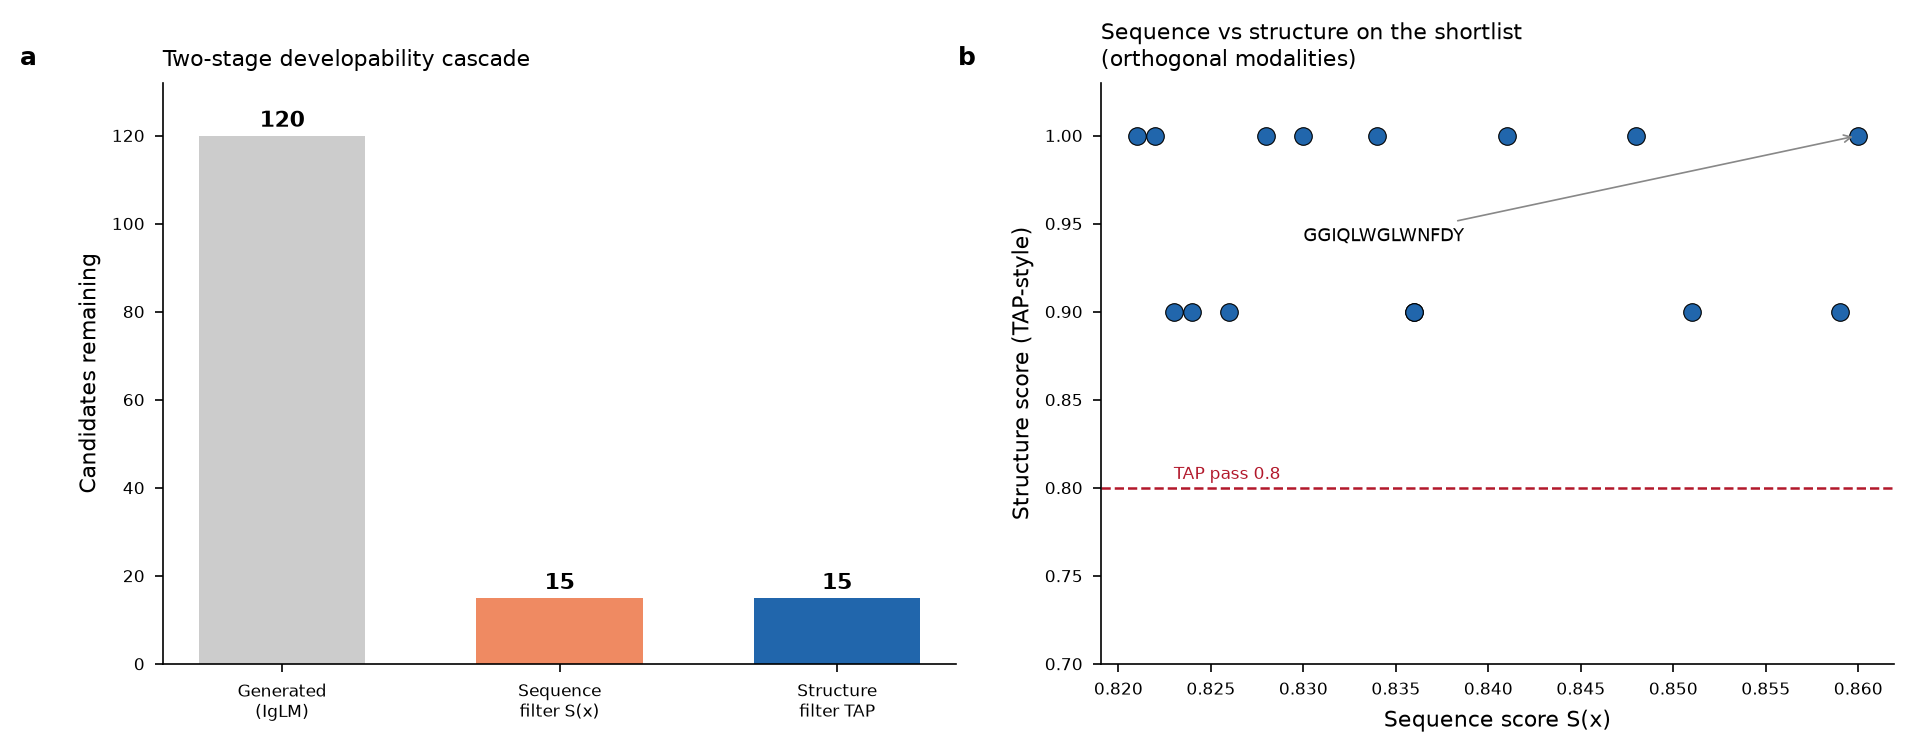 a
Two-stage developability cascade
Candidates remaining
120
100
80
60
40
20
0
120
15
15
Generated
(IgLM)
Sequence
filter S(x)
Structure
filter TAP
b
Sequence vs structure on the shortlist
(orthogonal modalities)
Structure score (TAP-style)
1.00
0.95
0.90
0.85
0.80
0.75
0.70
GGIQLWGLWNFDY
TAP pass 0.8
0.820 0.825 0.830 0.835 0.840 0.845 0.850 0.855 0.860
Sequence score S(x)